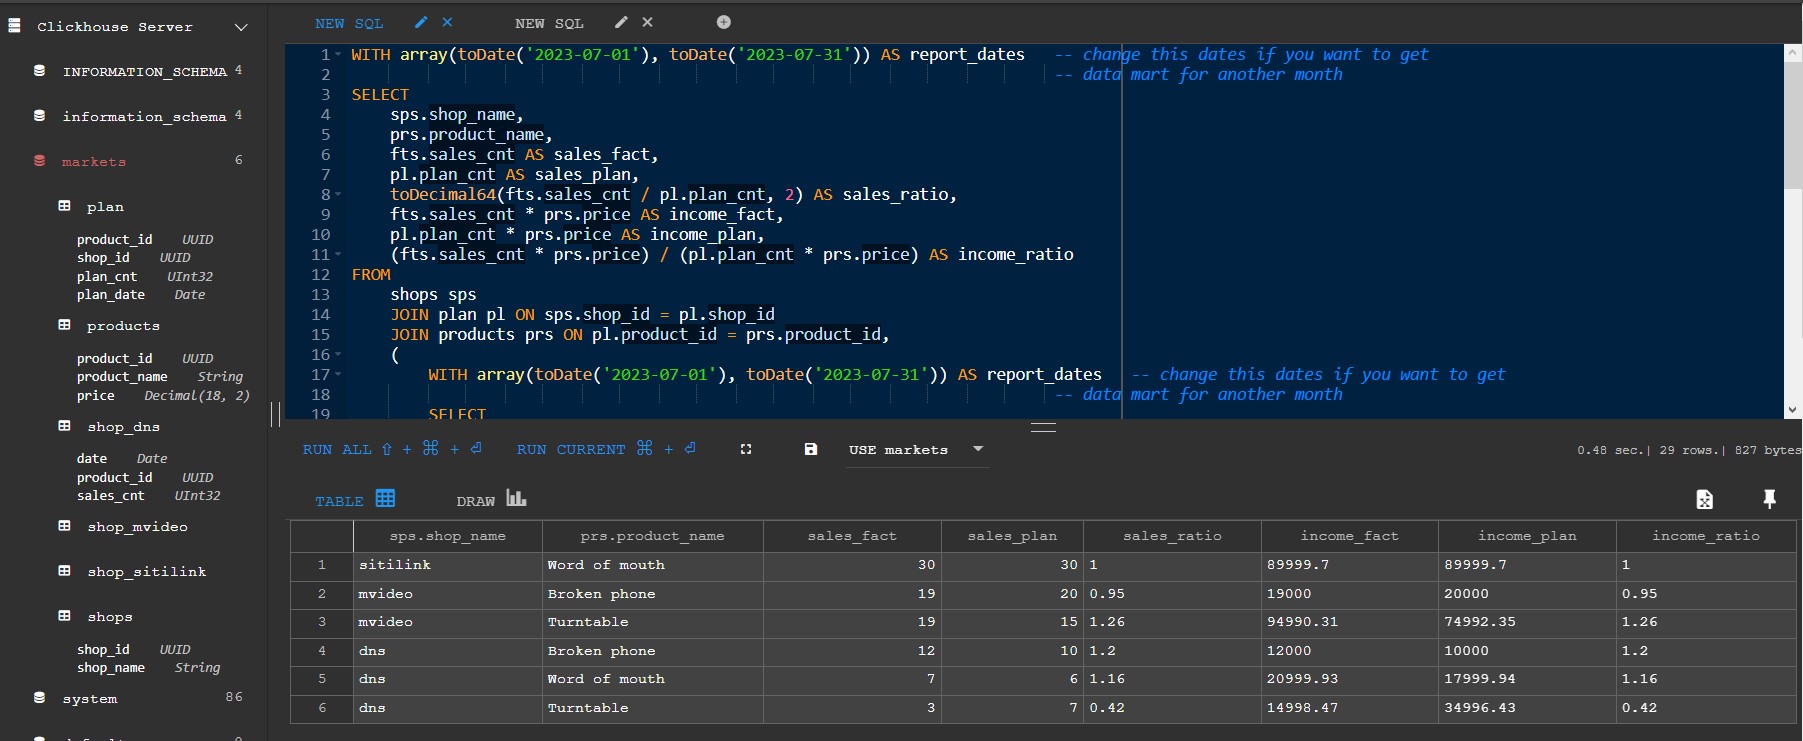 Clickhouse Server
INFORMATION_SCHEMA 4
information_schema 4
markets 6
plan
product_id UUID
shop_id UUID
plan_cnt UInt32
plan_date Date
products
product_id UUID
product_name String
price Decimal(18, 2)
shop_dns
date Date
product_id UUID
sales_cnt UInt32
shop_mvideo
shop_sitilink
shops
shop_id UUID
shop_name String
system 86
NEW SQL NEW SQL
1 WITH array(toDate('2023-07-01'), toDate('2023-07-31')) AS report_dates -- change this dates if you want to get
2 -- data mart for another month
3 SELECT
4 sps.shop_name,
5 prs.product_name,
6 fts.sales_cnt AS sales_fact,
7 pl.plan_cnt AS sales_plan,
8 toDecimal64(fts.sales_cnt / pl.plan_cnt, 2) AS sales_ratio,
9 fts.sales_cnt * prs.price AS income_fact,
10 pl.plan_cnt * prs.price AS income_plan,
11 (fts.sales_cnt * prs.price) / (pl.plan_cnt * prs.price) AS income_ratio
12 FROM
13 shops sps
14 JOIN plan pl ON sps.shop_id = pl.shop_id
15 JOIN products prs ON pl.product_id = prs.product_id,
16 (
17 WITH array(toDate('2023-07-01'), toDate('2023-07-31')) AS report_dates -- change this dates if you want to get
18 -- data mart for another month
19 SELECT
RUN ALL ⇧ + ⌘ + ⏎ RUN CURRENT ⌘ + ⏎ USE markets 0.48 sec.| 29 rows.| 827 bytes
TABLE DRAW
sps.shop_name prs.product_name sales_fact sales_plan sales_ratio income_fact income_plan income_ratio
1 sitilink Word of mouth 30 30 1 89999.7 89999.7 1
2 mvideo Broken phone 19 20 0.95 19000 20000 0.95
3 mvideo Turntable 19 15 1.26 94990.31 74992.35 1.26
4 dns Broken phone 12 10 1.2 12000 10000 1.2
5 dns Word of mouth 7 6 1.16 20999.93 17999.94 1.16
6 dns Turntable 3 7 0.42 14998.47 34996.43 0.42